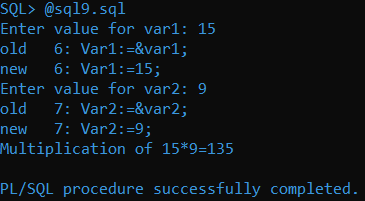 SQL> @sql9.sql
Enter value for var1: 15
old   6: Var1:=&var1;
new   6: Var1:=15;
Enter value for var2: 9
old   7: Var2:=&var2;
new   7: Var2:=9;
Multiplication of 15*9=135
PL/SQL procedure successfully completed.